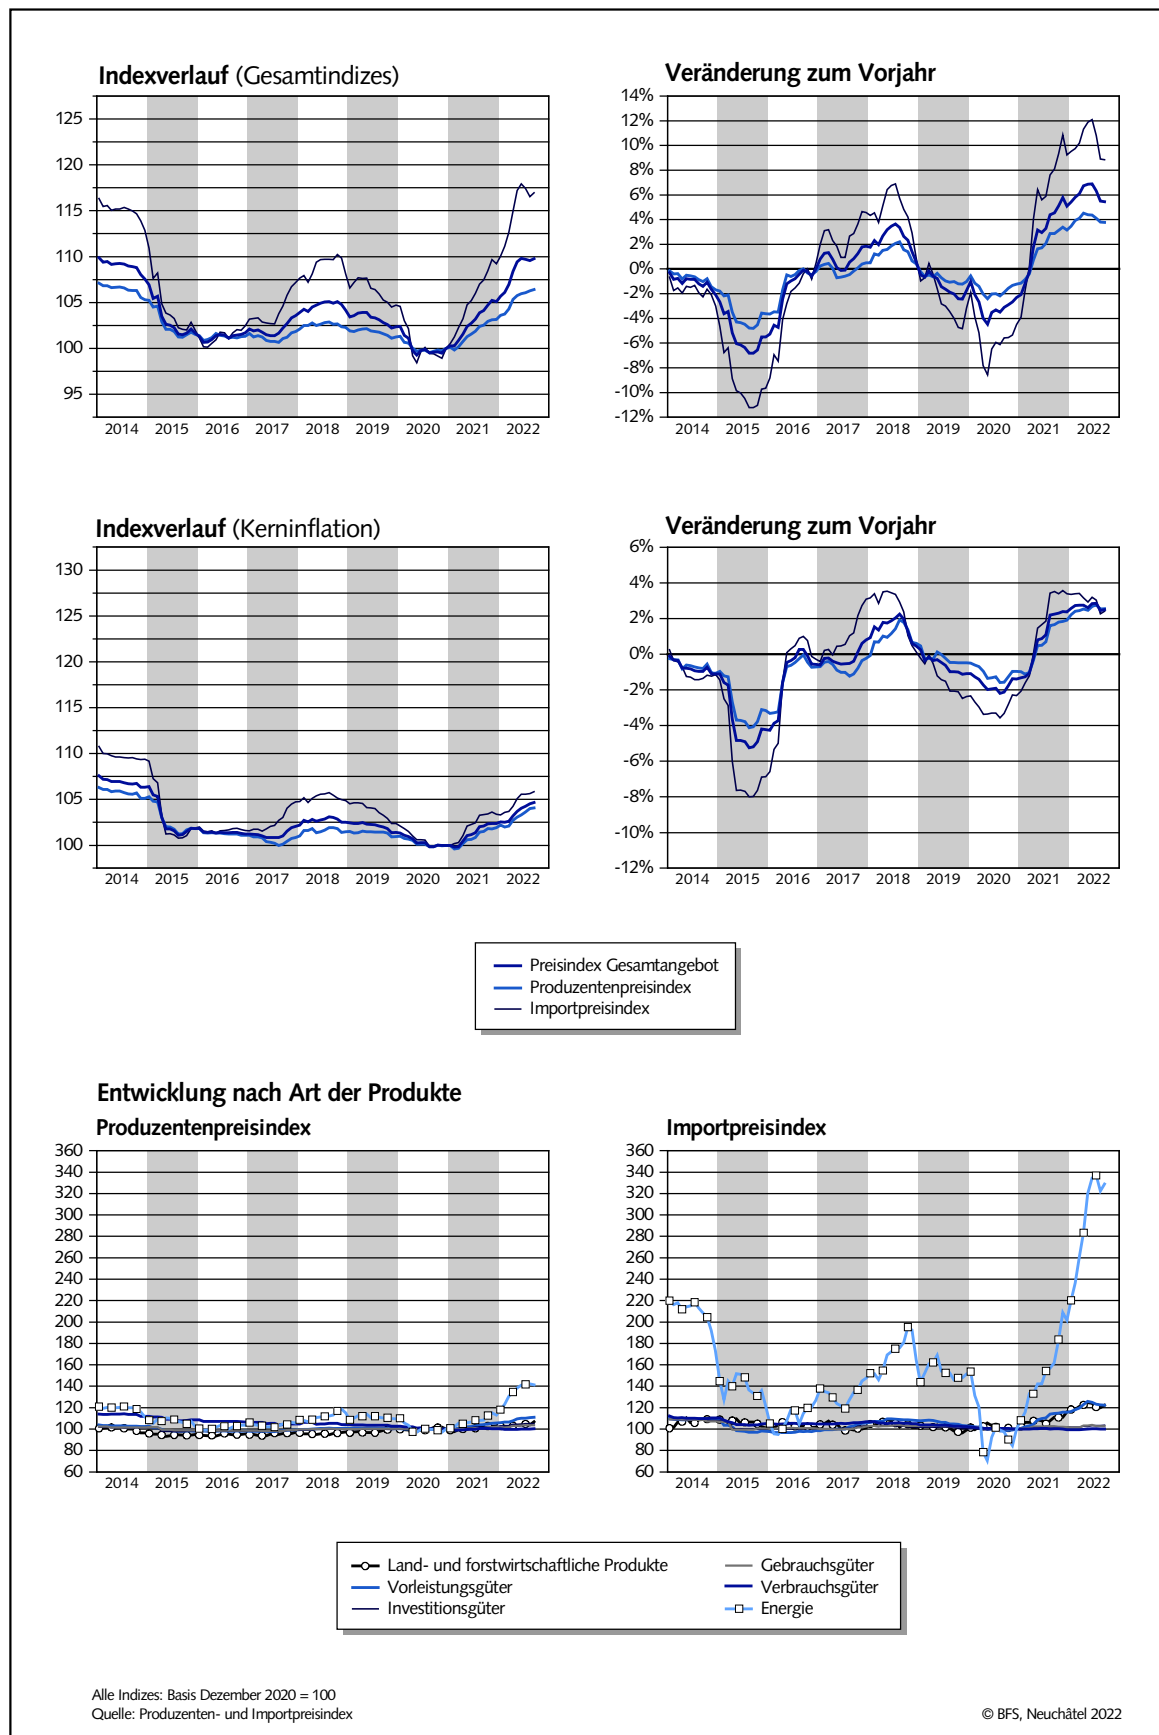 Indexverlauf (Gesamtindizes)
125
120
115
110
105
100
95
2014 2015 2016 2017 2018 2019 2020 2021 2022
Veränderung zum Vorjahr
14%
12%
10%
8%
6%
4%
2%
0%
-2%
-4%
-6%
-8%
-10%
-12%
2014 2015 2016 2017 2018 2019 2020 2021 2022
Indexverlauf (Kerninflation)
130
125
120
115
110
105
100
2014 2015 2016 2017 2018 2019 2020 2021 2022
Veränderung zum Vorjahr
6%
4%
2%
0%
-2%
-4%
-6%
-8%
-10%
-12%
2014 2015 2016 2017 2018 2019 2020 2021 2022
Preisindex Gesamtangebot
Produzentenpreisindex
Importpreisindex
Entwicklung nach Art der Produkte
Produzentenpreisindex
360
340
320
300
280
260
240
220
200
180
160
140
120
100
80
60
2014 2015 2016 2017 2018 2019 2020 2021 2022
Importpreisindex
360
340
320
300
280
260
240
220
200
180
160
140
120
100
80
60
2014 2015 2016 2017 2018 2019 2020 2021 2022
Land- und forstwirtschaftliche Produkte
Vorleistungsgüter
Investitionsgüter
Gebrauchsgüter
Verbrauchsgüter
Energie
Alle Indizes: Basis Dezember 2020 = 100
Quelle: Produzenten- und Importpreisindex
© BFS, Neuchâtel 2022